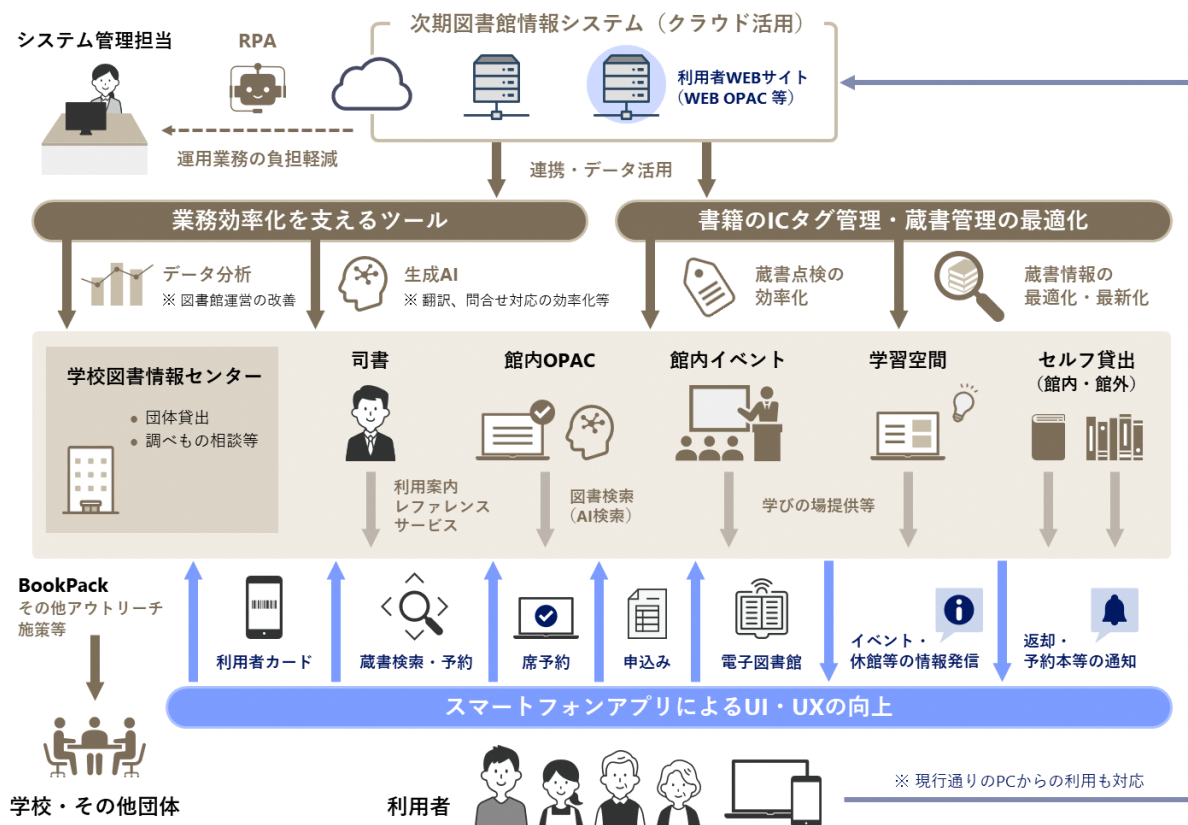 次期図書館情報システム（クラウド活用）
システム管理担当
RPA
利用者WEBサイト
（WEB OPAC 等）
運用業務の負担軽減
連携・データ活用
業務効率化を支えるツール
書籍のICタグ管理・蔵書管理の最適化
データ分析
※ 図書館運営の改善
生成AI
※ 翻訳、問合せ対応の効率化等
蔵書点検の
効率化
蔵書情報の
最適化・最新化
学校図書情報センター
• 団体貸出
• 調べもの相談等
司書
館内OPAC
館内イベント
学習空間
セルフ貸出
（館内・館外）
利用案内
レファレンス
サービス
図書検索
（AI検索）
学びの場提供等
BookPack
その他アウトリーチ
施策等
利用者カード
蔵書検索・予約
席予約
申込み
電子図書館
イベント・
休館等の情報発信
返却・
予約本等の通知
スマートフォンアプリによるUI・UXの向上
学校・その他団体
利用者
※ 現行通りのPCからの利用も対応